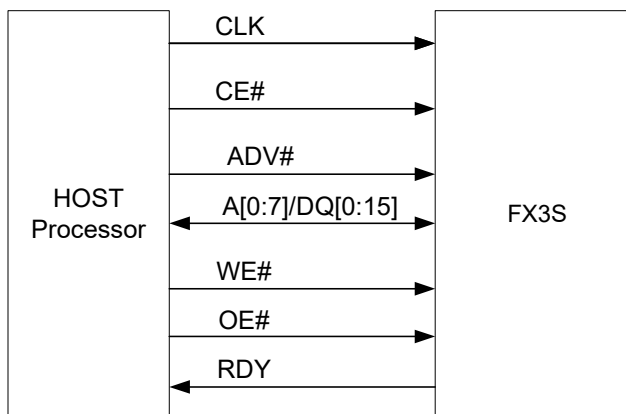 CLK
CE#
ADV#
HOST
Processor
A[0:7]/DQ[0:15]
FX3S
WE#
OE#
RDY